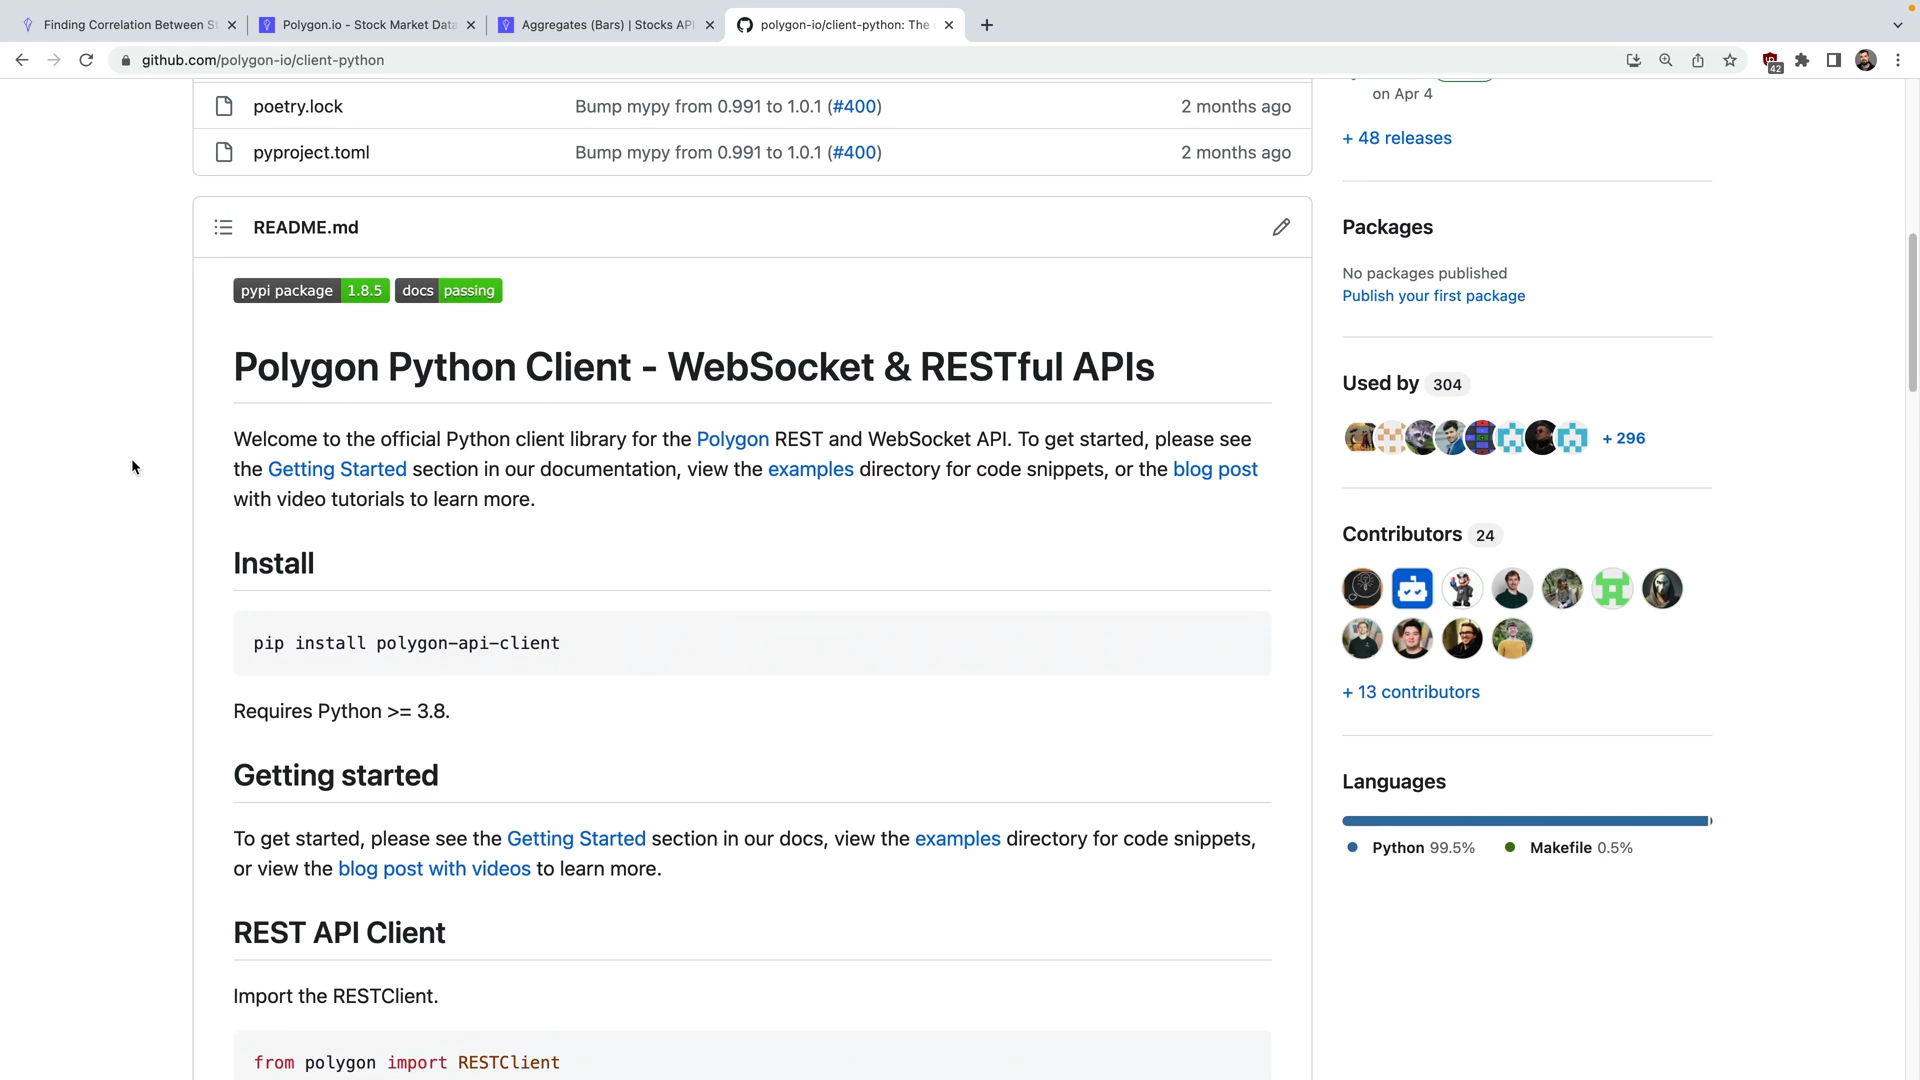 Finding Correlation Between St
Polygon.io - Stock Market Data
Aggregates (Bars) | Stocks API
polygon-io/client-python: The
github.com/polygon-io/client-python
42
poetry.lock
Bump mypy from 0.991 to 1.0.1 (#400)
2 months ago
pyproject.toml
Bump mypy from 0.991 to 1.0.1 (#400)
2 months ago
README.md
pypi package 1.8.5
docs passing
Polygon Python Client - WebSocket & RESTful APIs
Welcome to the official Python client library for the Polygon REST and WebSocket API. To get started, please see
the Getting Started section in our documentation, view the examples directory for code snippets, or the blog post
with video tutorials to learn more.
Install
pip install polygon-api-client
Requires Python >= 3.8.
Getting started
To get started, please see the Getting Started section in our docs, view the examples directory for code snippets,
or view the blog post with videos to learn more.
REST API Client
Import the RESTClient.
from polygon import RESTClient
on Apr 4
+ 48 releases
Packages
No packages published
Publish your first package
Used by 304
+ 296
Contributors 24
+ 13 contributors
Languages
Python 99.5%
Makefile 0.5%